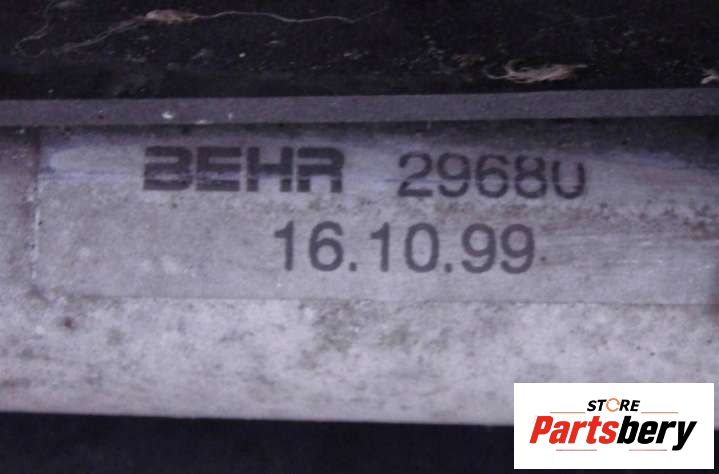 BEHR 29680
16.10.99
STORE
Partsbery